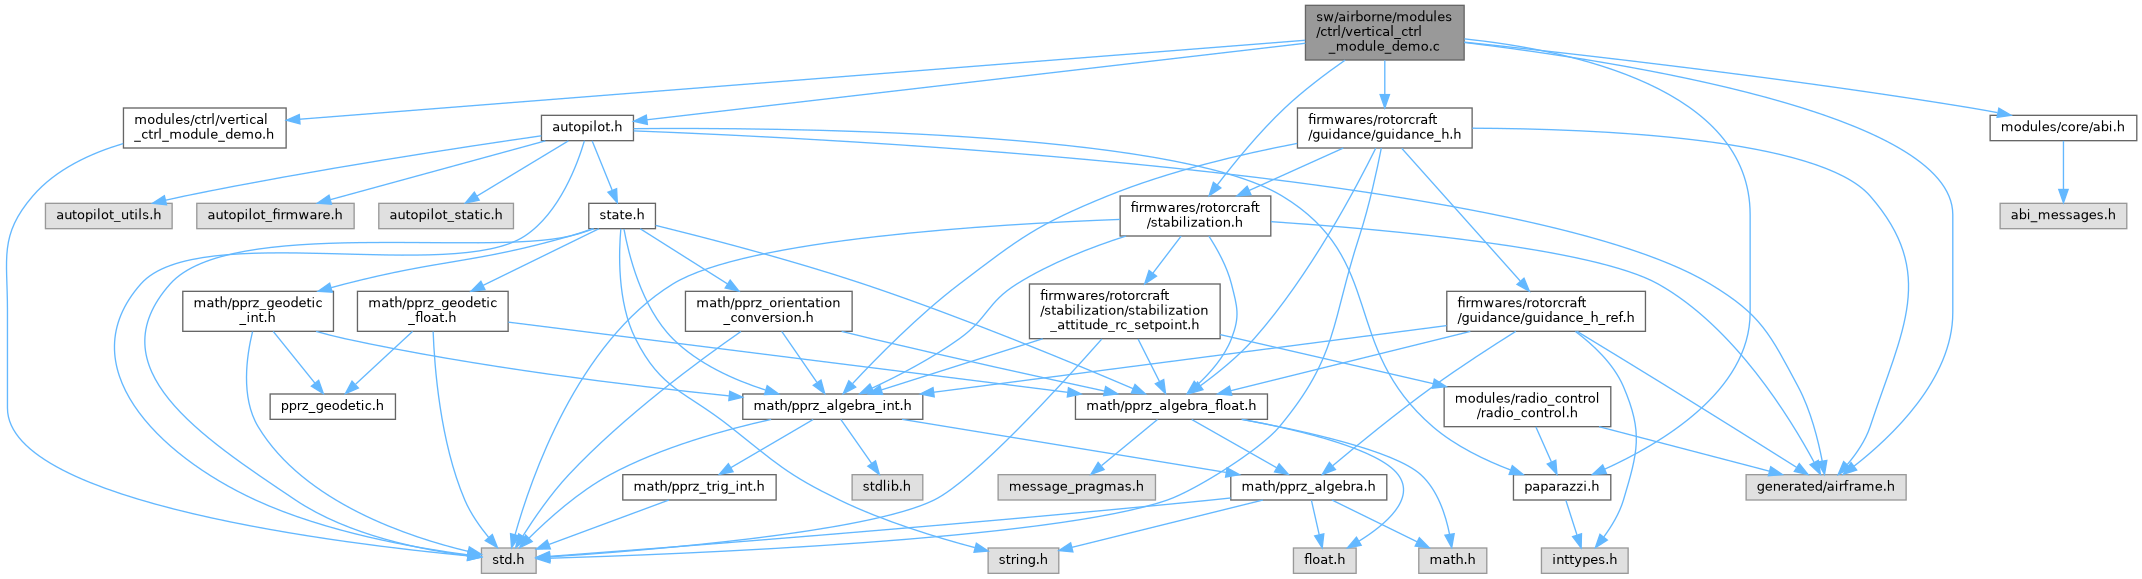 sw/airborne/modules
/ctrl/vertical_ctrl
_module_demo.c
modules/ctrl/vertical
_ctrl_module_demo.h
autopilot.h
firmwares/rotorcraft
/guidance/guidance_h.h
modules/core/abi.h
autopilot_utils.h
autopilot_firmware.h
autopilot_static.h
state.h
firmwares/rotorcraft
/stabilization.h
abi_messages.h
math/pprz_geodetic
_int.h
math/pprz_geodetic
_float.h
math/pprz_orientation
_conversion.h
firmwares/rotorcraft
/stabilization/stabilization
_attitude_rc_setpoint.h
firmwares/rotorcraft
/guidance/guidance_h_ref.h
pprz_geodetic.h
math/pprz_algebra_int.h
math/pprz_algebra_float.h
modules/radio_control
/radio_control.h
math/pprz_trig_int.h
stdlib.h
message_pragmas.h
math/pprz_algebra.h
paparazzi.h
generated/airframe.h
std.h
string.h
float.h
math.h
inttypes.h